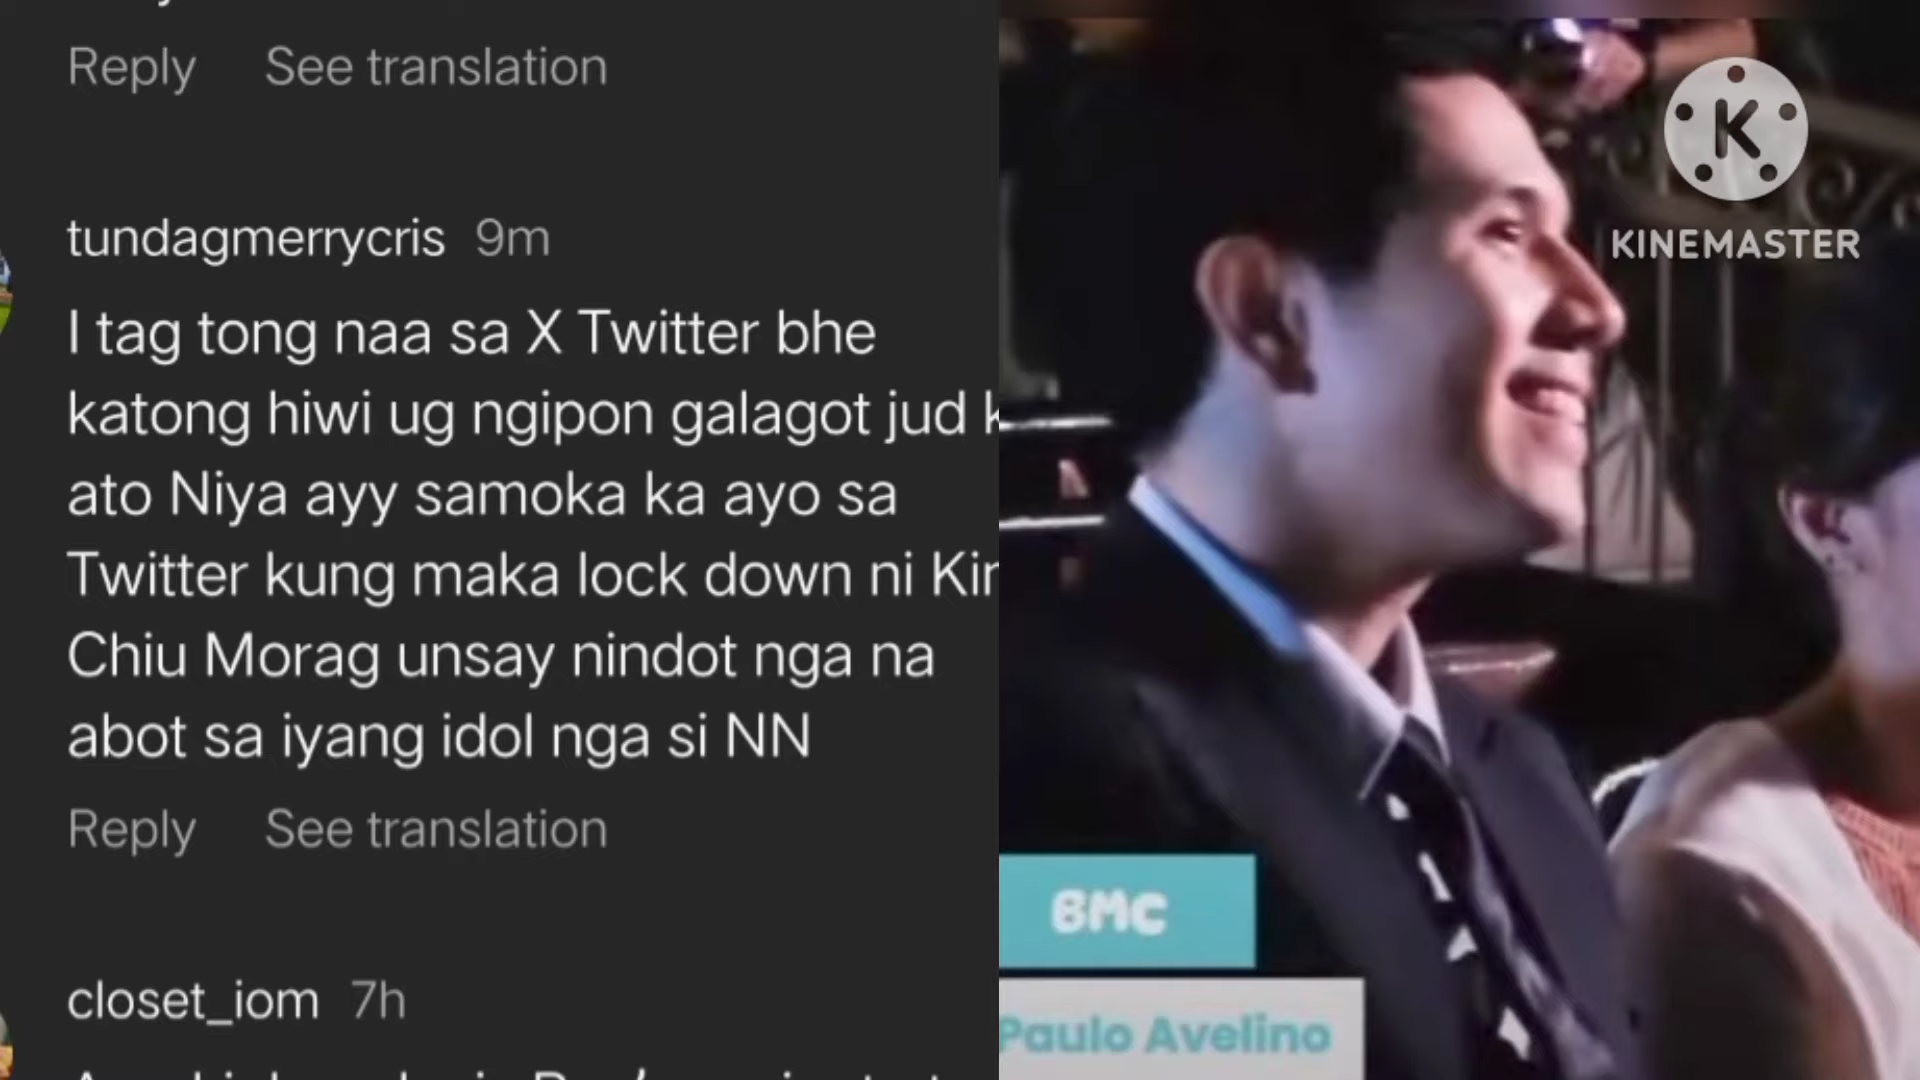 Reply See translation
tundagmerrycris 9m
I tag tong naa sa X Twitter bhe
katong hiwi ug ngipon galagot jud
ato Niya ayy samoka ka ayo sa
Twitter kung maka lock down ni
Chiu Morag unsay nindot nga na
abot sa iyang idol nga si NN
Reply See translation
closet_iom 7h
K
KINEMASTER
BMC
Paulo Avelino